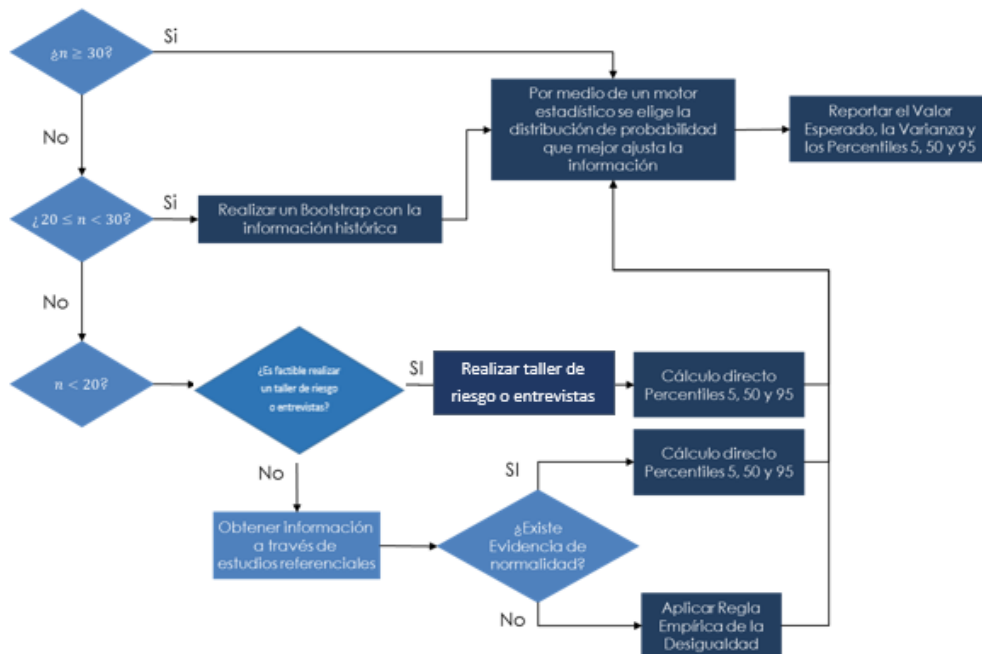 ¿n ≥ 30?
Si
Por medio de un motor
estadístico se elige la
distribución de probabilidad
que mejor ajusta la
información
Reportar el Valor
Esperado, la Varianza y
los Percentiles 5, 50 y 95
No
¿20 ≤ n < 30?
Si
Realizar un Bootstrap con la
información histórica
No
n < 20?
¿Es factible realizar
un taller de riesgo
o entrevistas?
SI
Realizar taller de
riesgo o entrevistas
Cálculo directo
Percentiles 5, 50 y 95
No
Obtener información
a través de
estudios referenciales
¿Existe
Evidencia de
normalidad?
SI
Cálculo directo
Percentiles 5, 50 y 95
No
Aplicar Regla
Empírica de la
Desigualdad